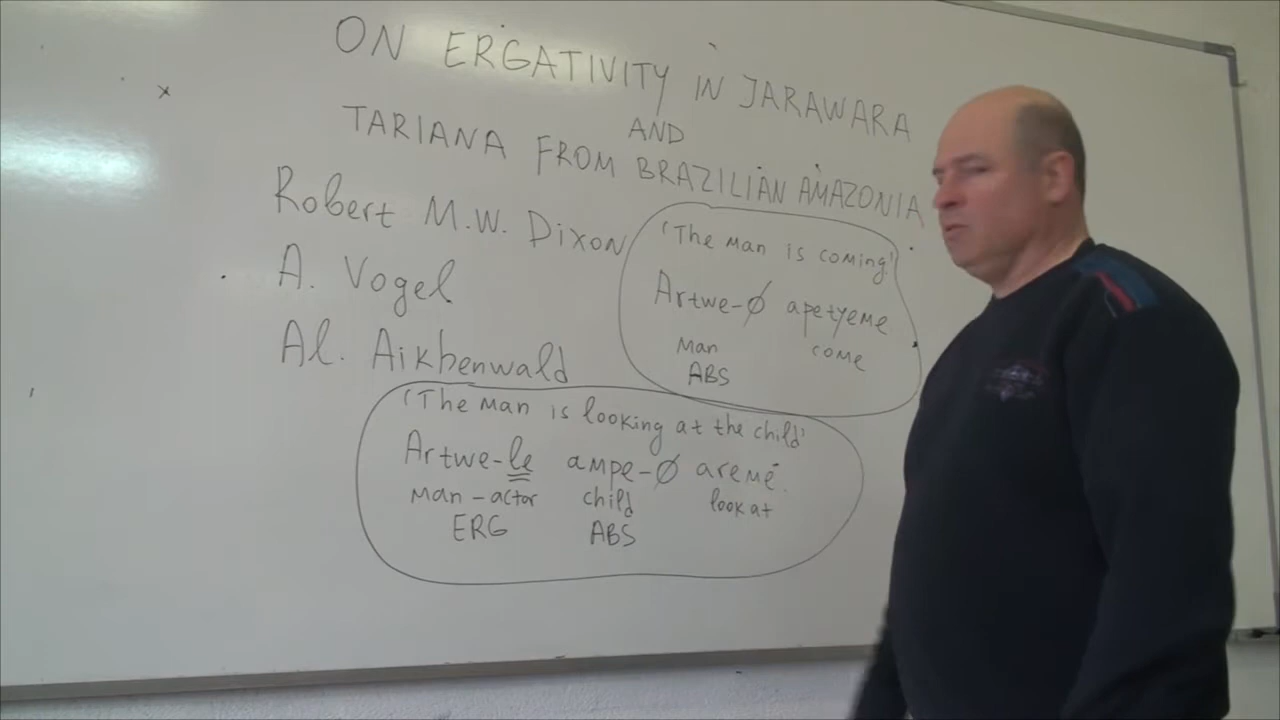 ON ERGATIVITY IN JARAWARA
AND
TARIANA FROM BRAZILIAN AMAZONIA
Robert M.W. Dixon
A. Vogel
Al. Aikhenwald
'The man is coming'
Artwe-∅ apetyeme
man come
ABS
'The man is looking at the child'
Artwe-le ampe-∅ aremé.
man-actor child look at
ERG ABS